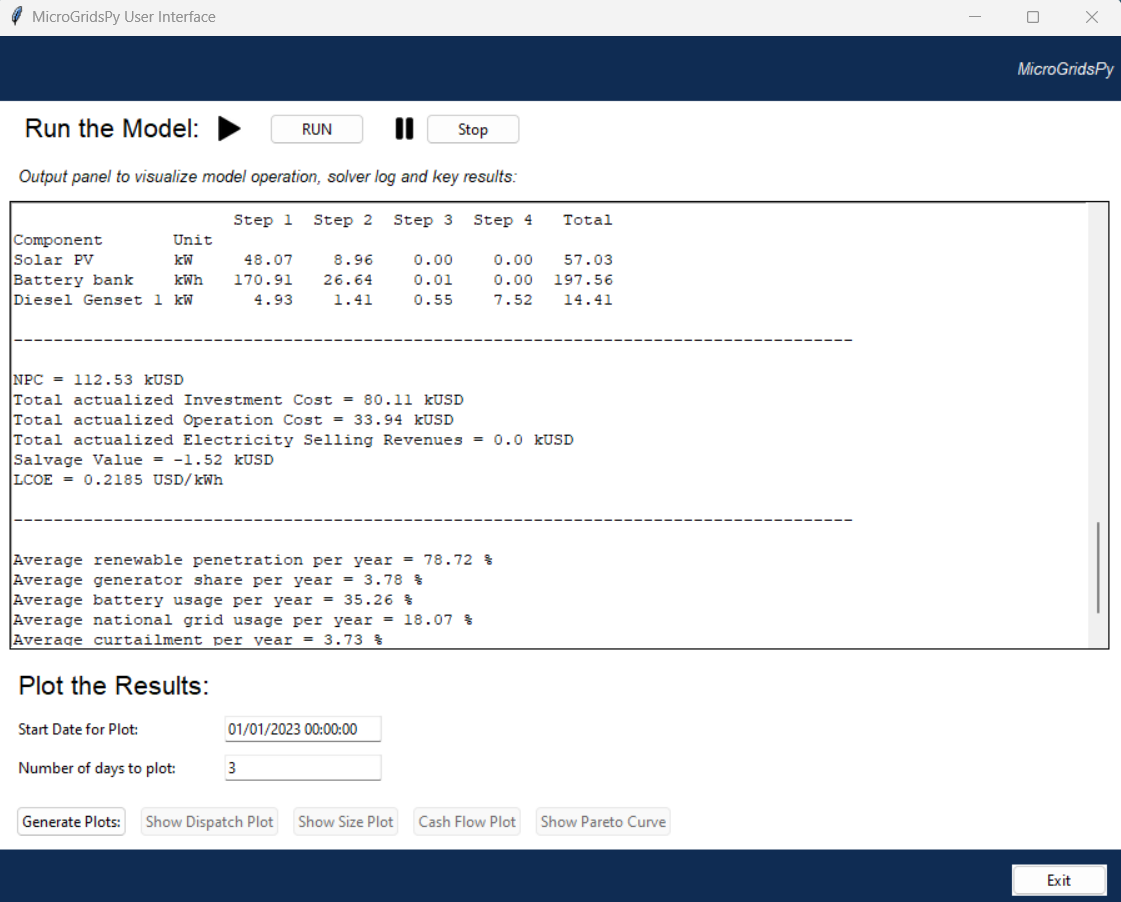 MicroGridsPy User Interface
MicroGridsPy
Run the Model: RUN Stop
Output panel to visualize model operation, solver log and key results:
Step 1 Step 2 Step 3 Step 4 Total
Component Unit
Solar PV kW 48.07 8.96 0.00 0.00 57.03
Battery bank kWh 170.91 26.64 0.01 0.00 197.56
Diesel Genset 1 kW 4.93 1.41 0.55 7.52 14.41
------------------------------------------------------------------------------------
NPC = 112.53 kUSD
Total actualized Investment Cost = 80.11 kUSD
Total actualized Operation Cost = 33.94 kUSD
Total actualized Electricity Selling Revenues = 0.0 kUSD
Salvage Value = -1.52 kUSD
LCOE = 0.2185 USD/kWh
------------------------------------------------------------------------------------
Average renewable penetration per year = 78.72 %
Average generator share per year = 3.78 %
Average battery usage per year = 35.26 %
Average national grid usage per year = 18.07 %
Average curtailment per year = 3.73 %
Plot the Results:
Start Date for Plot: 01/01/2023 00:00:00
Number of days to plot: 3
Generate Plots: Show Dispatch Plot Show Size Plot Cash Flow Plot Show Pareto Curve
Exit